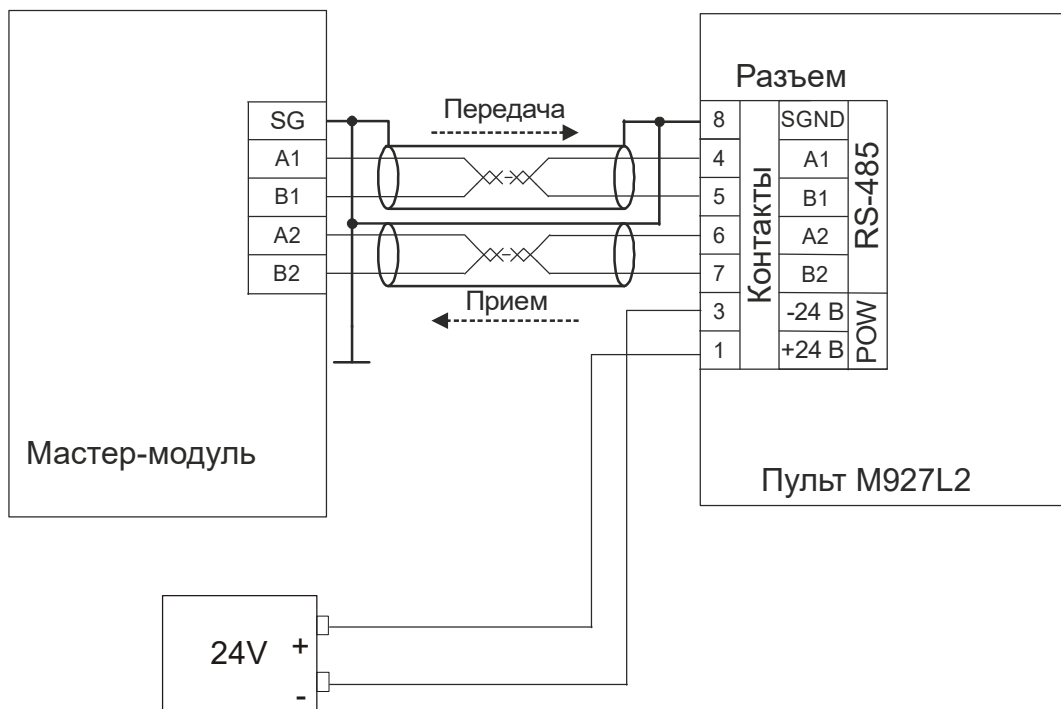 Разъем
Передача
SG
A1
B1
A2
B2
8
4
5
6
7
3
1
Контакты
SGND
A1
B1
A2
B2
-24 В
+24 В
RS-485
POW
Прием
Мастер-модуль
Пульт M927L2
24V
+
-